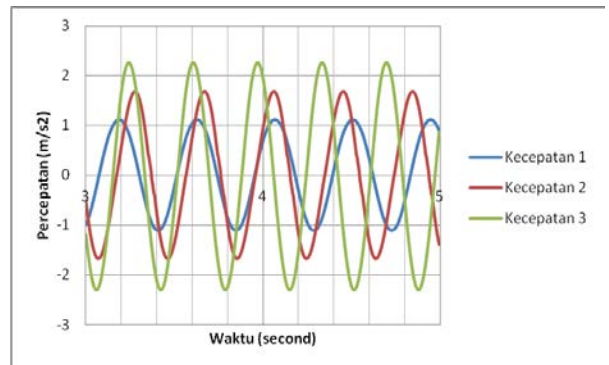 3
2
1
0
-1
-2
-3
3
4
5
Percepatan (m/s2)
Waktu (second)
Kecepatan 1
Kecepatan 2
Kecepatan 3